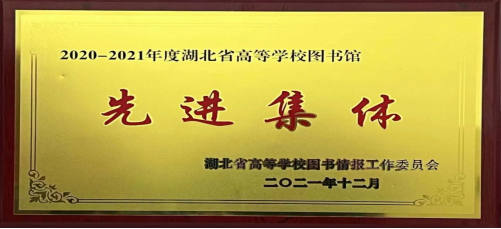 2020-2021年度湖北省高等学校图书馆
先进集体
湖北省高等学校图书情报工作委员会
二〇二一年十二月